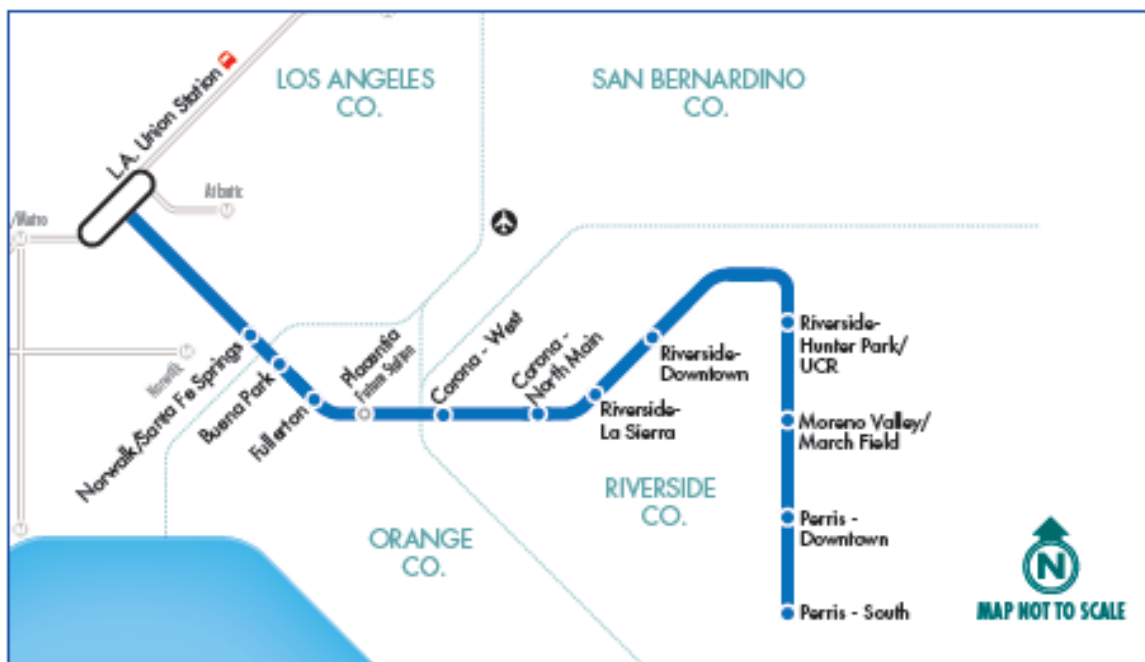 LOS ANGELES
CO.
SAN BERNARDINO
CO.
L.A. Union Station
Atlantic
/Metro
Norwalk
Norwalk/Santa Fe Springs
Buena Park
Fullerton
Placentia
Future Station
Corona - West
Corona -
North Main
Riverside-
La Sierra
Riverside-
Downtown
Riverside-
Hunter Park/
UCR
Moreno Valley/
March Field
Perris -
Downtown
Perris - South
RIVERSIDE
CO.
ORANGE
CO.
N
MAP NOT TO SCALE